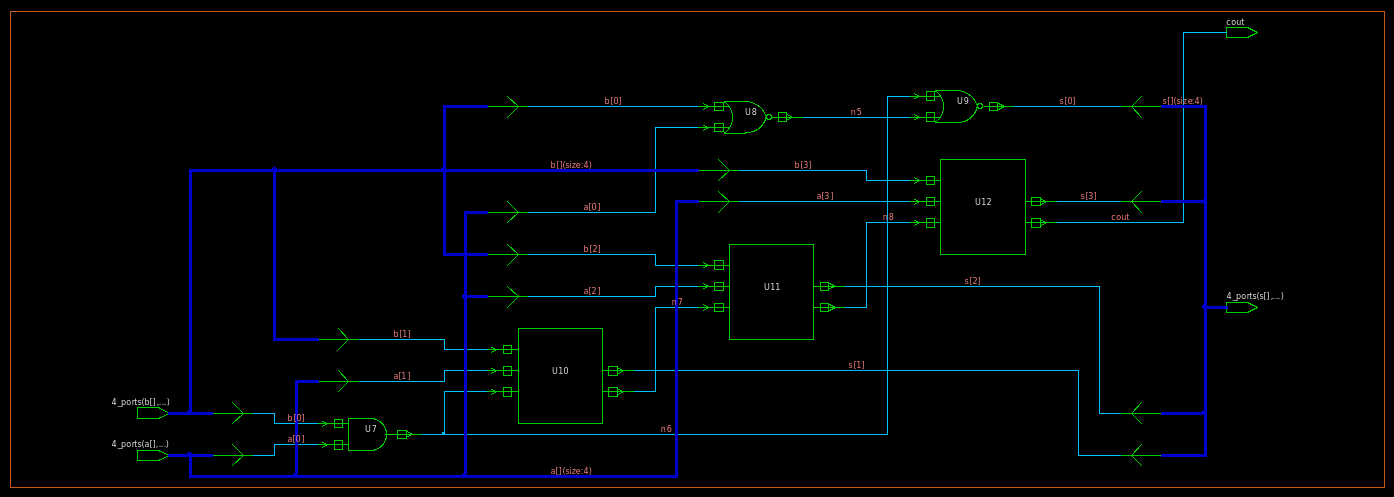 cout
U9
b[0]
s[0]
s[](size:4)
U8
n5
b[](size:4)
b[3]
a[3]
s[3]
U12
a[0]
n8
cout
b[2]
s[2]
U11
a[2]
n7
4_ports(s[],...)
b[1]
s[1]
U10
a[1]
4_ports(b[],...)
b[0]
U7
n6
a[0]
4_ports(a[],...)
a[](size:4)